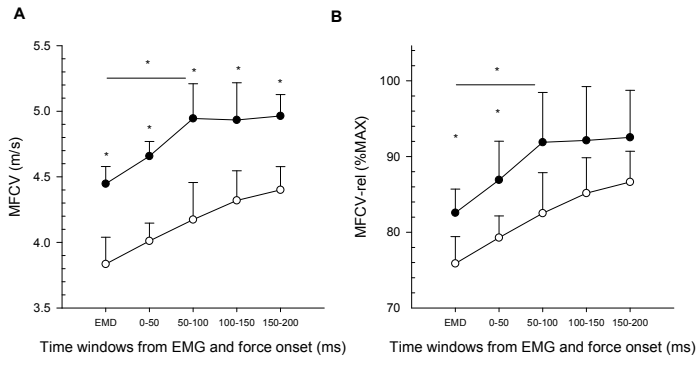 A
B
*
*
* * * * *
* *
5.5
5.0
4.5
4.0
3.5
MFCV (m/s)
EMD 0-50 50-100 100-150 150-200
Time windows from EMG and force onset (ms)
100
90
80
70
MFCV-rel (%MAX)
EMD 0-50 50-100 100-150 150-200
Time windows from EMG and force onset (ms)